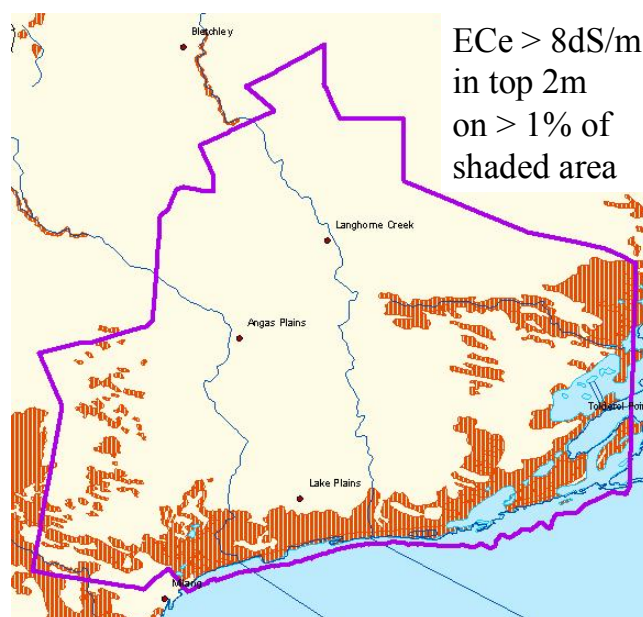 ECe > 8dS/m
in top 2m
on > 1% of
shaded area
Bletchley
Langhorne Creek
Angas Plains
Lake Plains
Milang